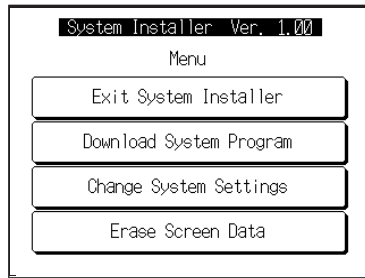 System Installer Ver. 1.00
Menu
Exit System Installer
Download System Program
Change System Settings
Erase Screen Data